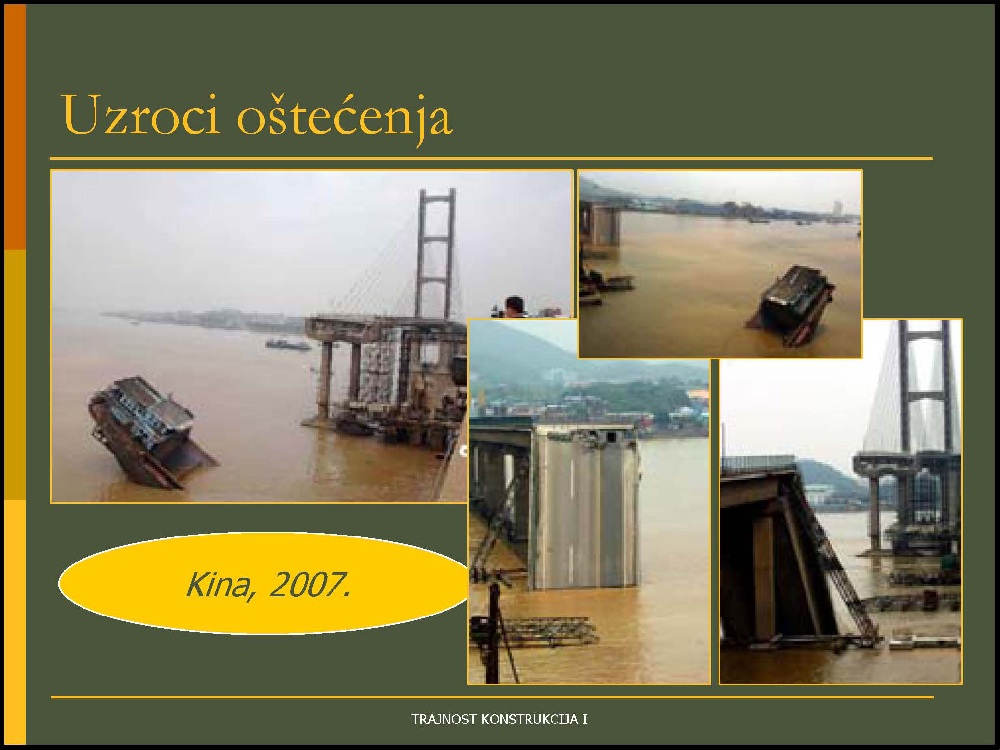 Uzroci oštećenja
Kina, 2007.
TRAJNOST KONSTRUKCIJA I